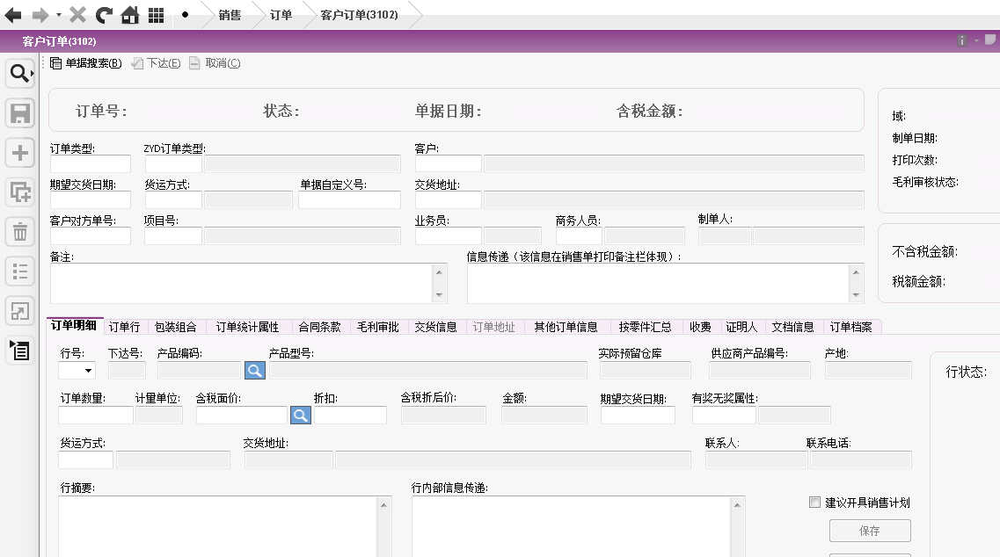 销售 订单 客户订单(3102)
客户订单(3102)
单据搜索(B) 下达(E) 取消(C)
订单号: 状态: 单据日期: 含税金额:
域:
制单日期:
打印次数:
毛利审核状态:
订单类型: ZYD订单类型: 客户:
期望交货日期: 货运方式: 单据自定义号: 交货地址:
客户对方单号: 项目号: 业务员: 商务人员: 制单人:
不含税金额:
税额金额:
备注: 信息传递（该信息在销售单打印备注栏体现）:
订单明细 订单行 包装组合 订单统计属性 合同条款 毛利审批 交货信息 订单地址 其他订单信息 按零件汇总 收费 证明人 文档信息 订单档案
行号: 下达号: 产品编码: 产品型号: 实际预留仓库 供应商产品编号: 产地:
行状态:
订单数量: 计量单位: 含税面价: 折扣: 含税折后价: 金额: 期望交货日期: 有奖无奖属性:
货运方式: 交货地址: 联系人: 联系电话:
行摘要: 行内部信息传递:
建议开具销售计划
保存